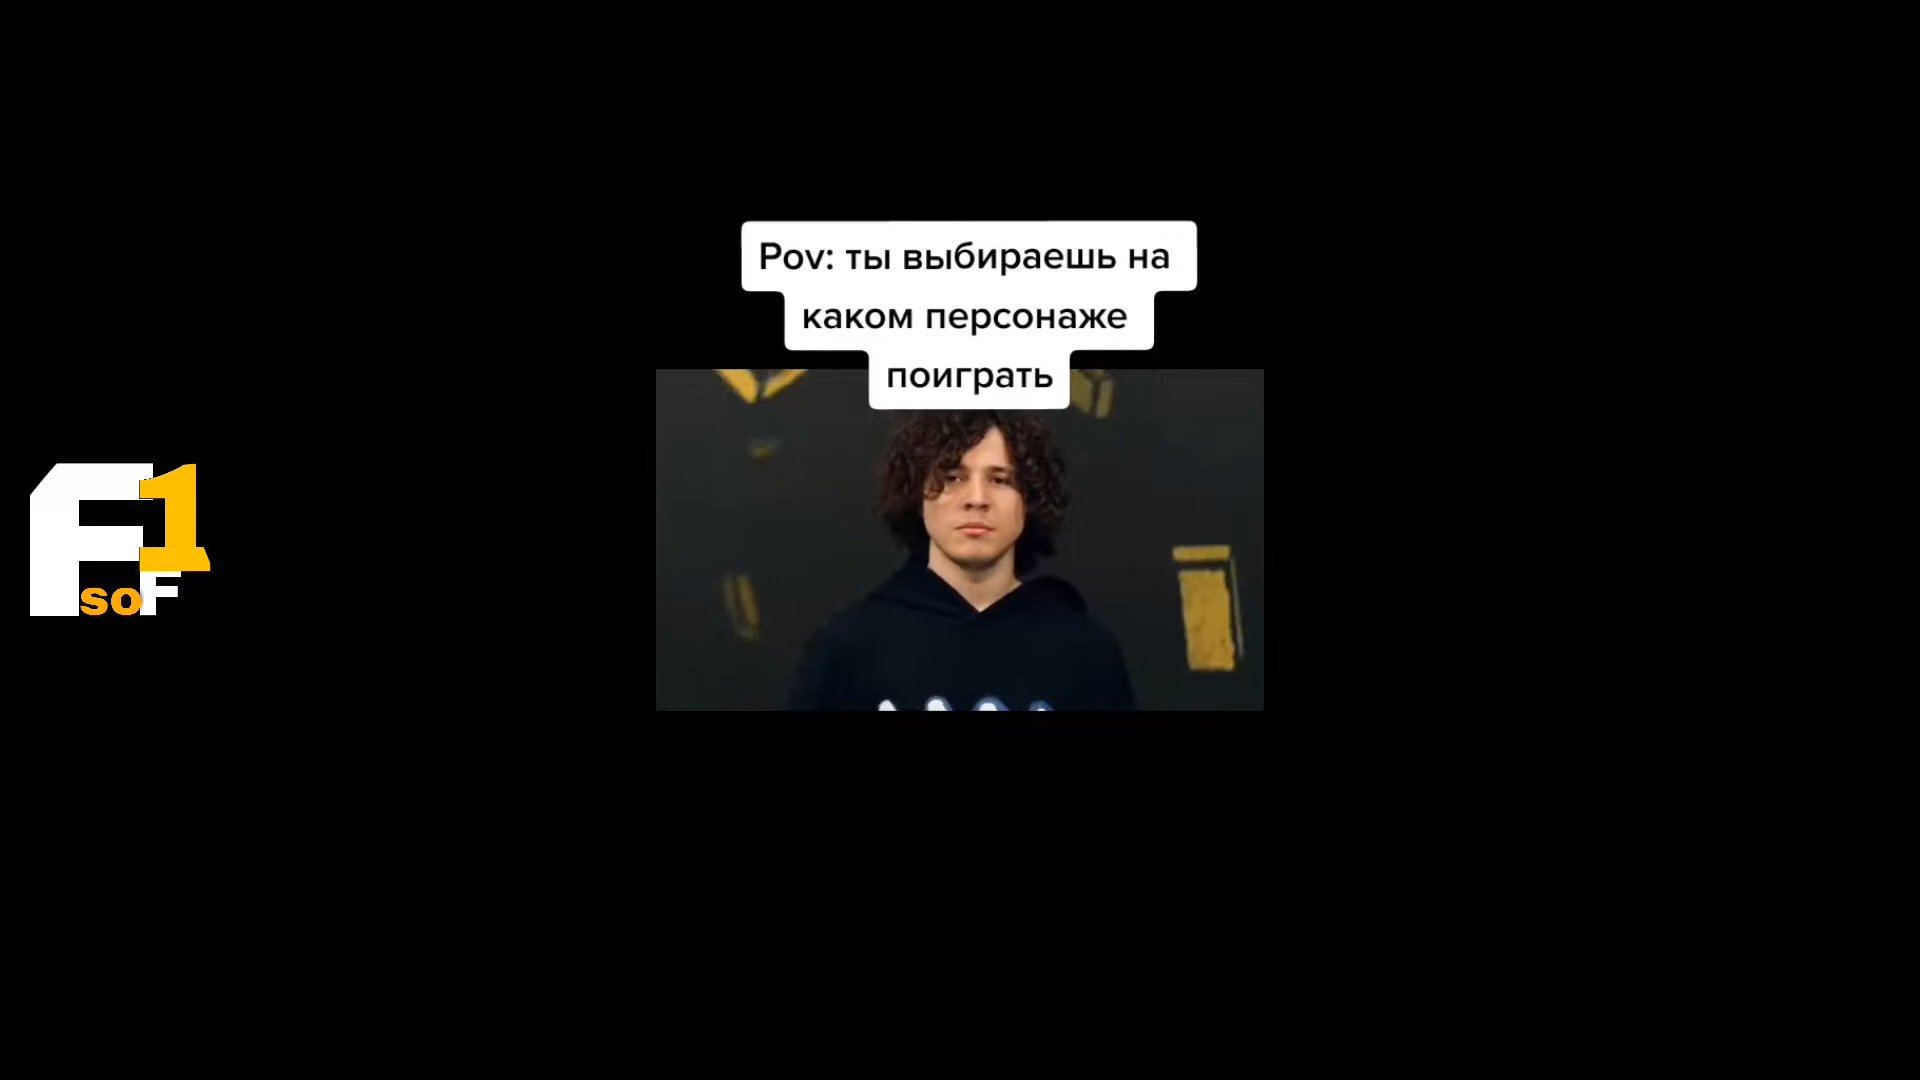 Pov: ты выбираешь на
каком персонаже
поиграть
F1
soF